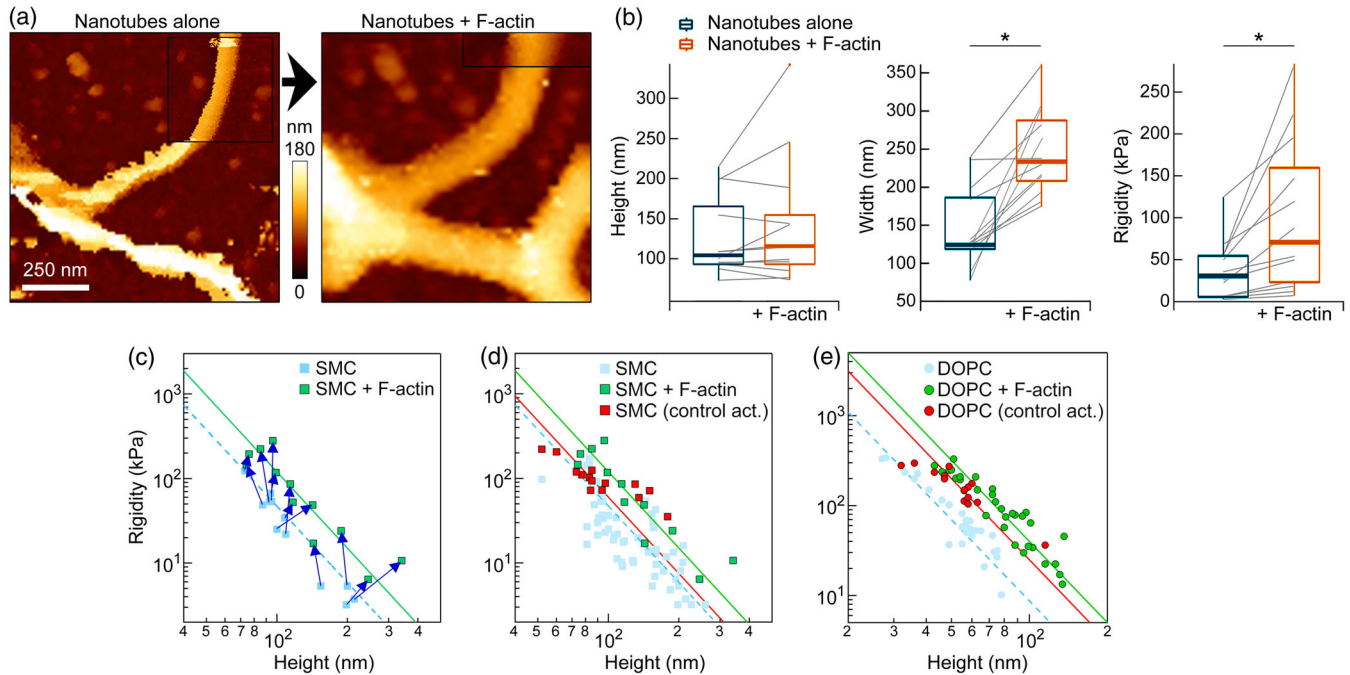 (a)
Nanotubes alone
Nanotubes + F-actin
nm
180
0
250 nm
(b)
Nanotubes alone
Nanotubes + F-actin
Height (nm)
300
250
200
150
100
+ F-actin
*
Width (nm)
350
300
250
200
150
100
50
+ F-actin
*
Rigidity (kPa)
250
200
150
100
50
0
+ F-actin
(c)
SMC
SMC + F-actin
Rigidity (kPa)
10³
10²
10¹
4 5 6 7 8 10² 2 3 4
Height (nm)
(d)
SMC
SMC + F-actin
SMC (control act.)
10³
10²
10¹
4 5 6 7 8 10² 2 3 4
Height (nm)
(e)
DOPC
DOPC + F-actin
DOPC (control act.)
10³
10²
10¹
2 3 4 5 6 7 8 10² 2
Height (nm)